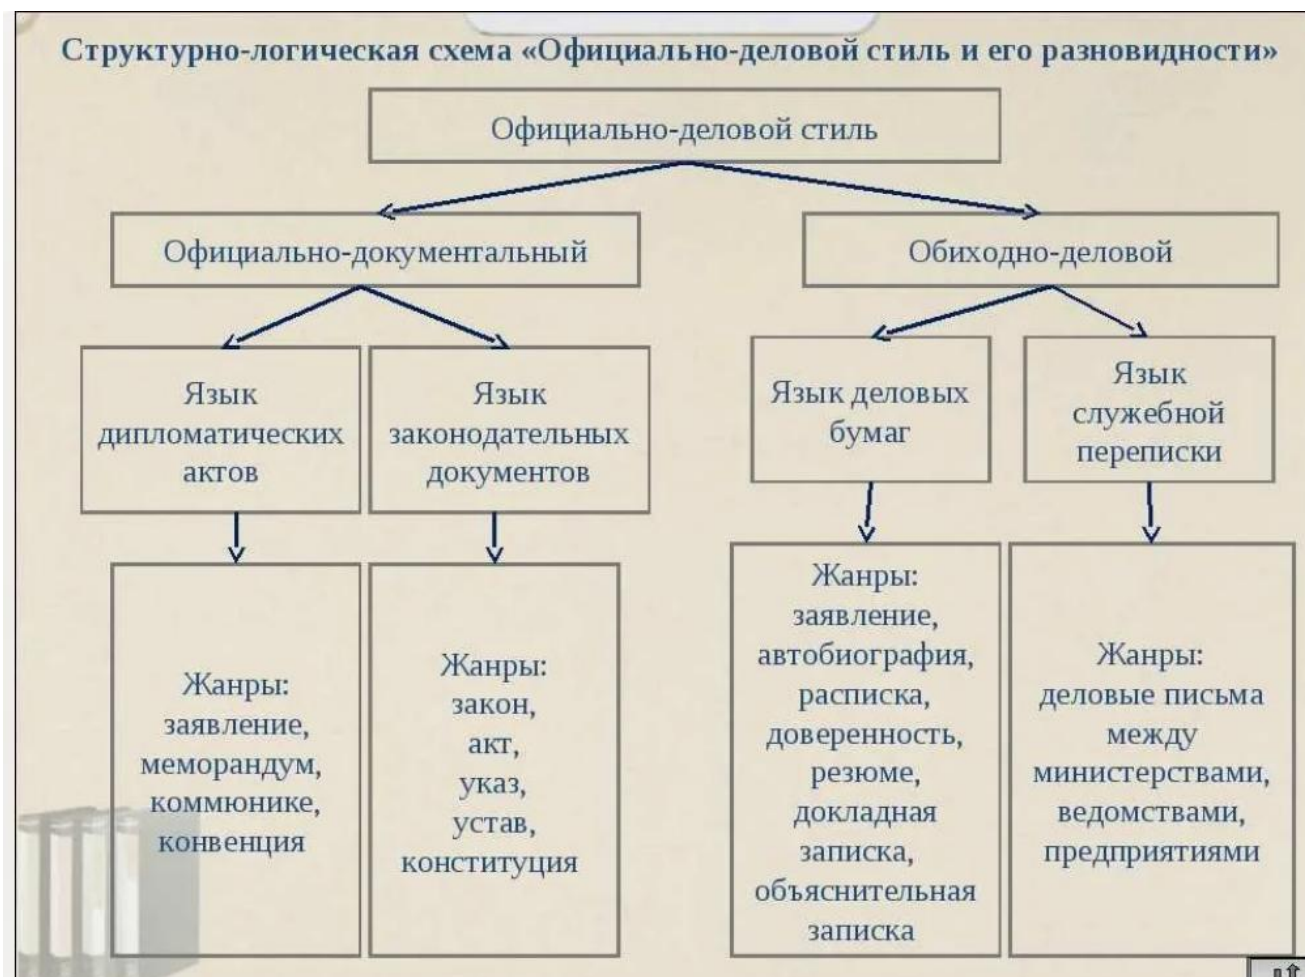 Структурно-логическая схема «Официально-деловой стиль и его разновидности»
Официально-деловой стиль
Официально-документальный
Обиходно-деловой
Язык
дипломатических
актов
Язык
законодательных
документов
Язык деловых
бумаг
Язык
служебной
переписки
Жанры:
заявление,
меморандум,
коммюнике,
конвенция
Жанры:
закон,
акт,
указ,
устав,
конституция
Жанры:
заявление,
автобиография,
расписка,
доверенность,
резюме,
докладная
записка,
объяснительная
записка
Жанры:
деловые письма
между
министерствами,
ведомствами,
предприятиями